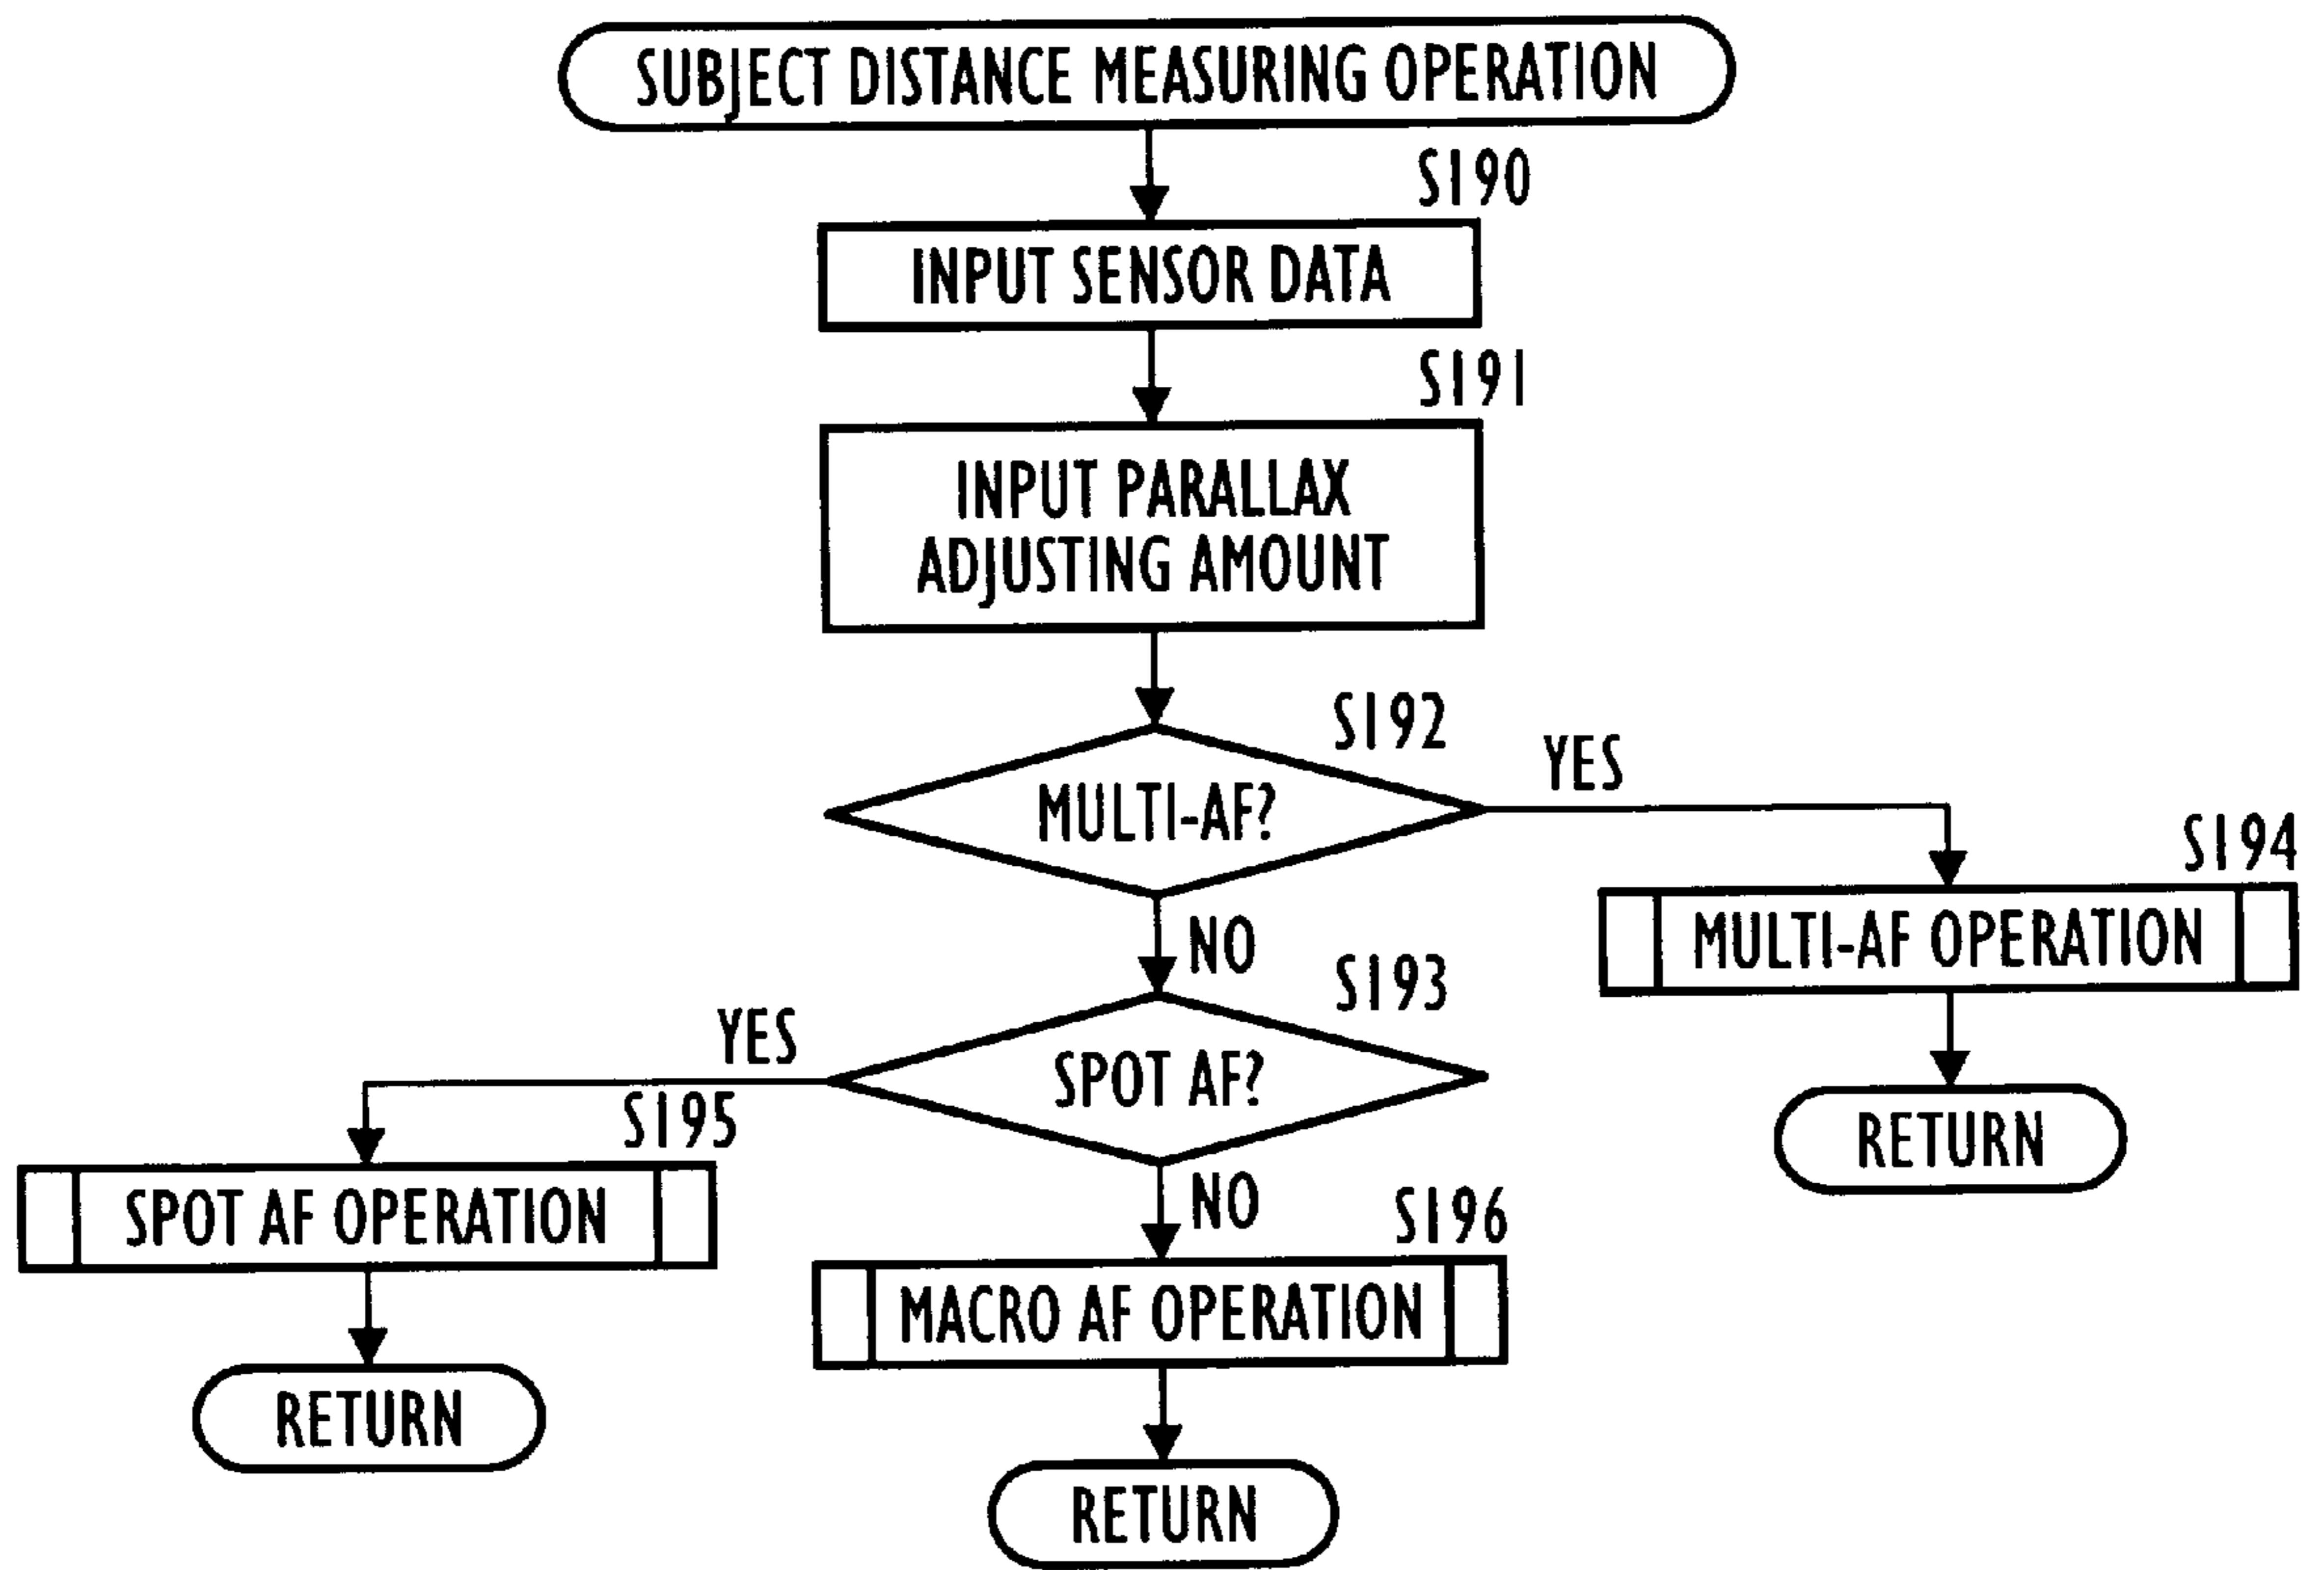 SUBJECT DISTANCE MEASURING OPERATION
S190
INPUT SENSOR DATA
S191
INPUT PARALLAX
ADJUSTING AMOUNT
S192
MULTI-AF?
YES
S194
MULTI-AF OPERATION
RETURN
NO
S193
SPOT AF?
YES
S195
SPOT AF OPERATION
RETURN
NO
S196
MACRO AF OPERATION
RETURN